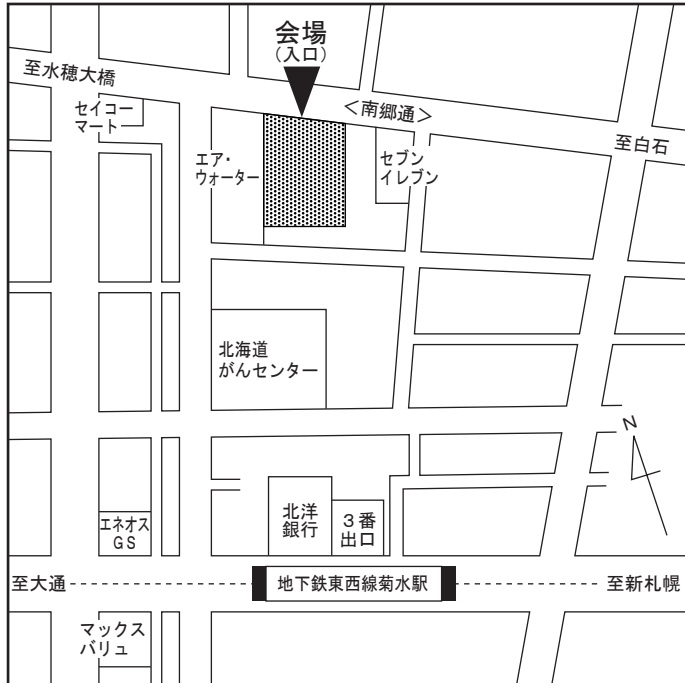 会場
(入口)
至水穂大橋
セイコー
マート
<南郷通>
エア・
ウォーター
セブン
イレブン
至白石
北海道
がんセンター
N
エネオス
GS
北洋
銀行
3番
出口
至大通
地下鉄東西線菊水駅
至新札幌
マックス
バリュ